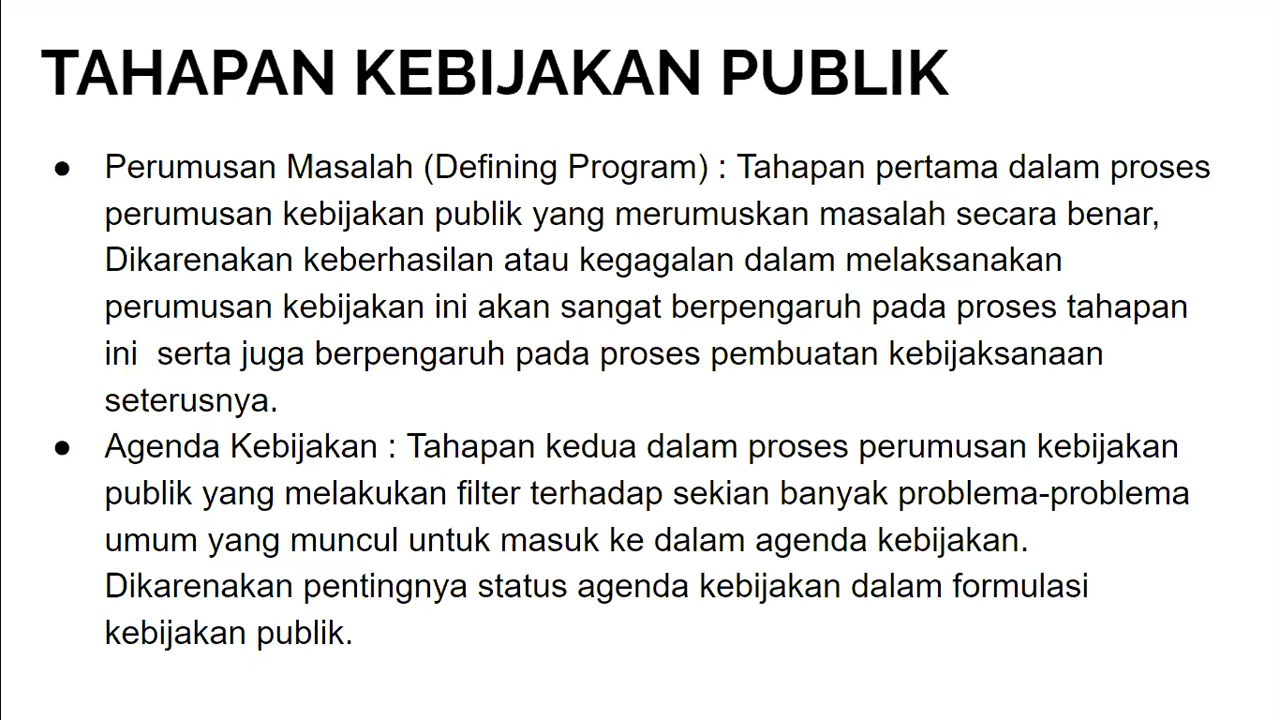 TAHAPAN KEBIJAKAN PUBLIK
● Perumusan Masalah (Defining Program) : Tahapan pertama dalam proses
perumusan kebijakan publik yang merumuskan masalah secara benar,
Dikarenakan keberhasilan atau kegagalan dalam melaksanakan
perumusan kebijakan ini akan sangat berpengaruh pada proses tahapan
ini  serta juga berpengaruh pada proses pembuatan kebijaksanaan
seterusnya.
● Agenda Kebijakan : Tahapan kedua dalam proses perumusan kebijakan
publik yang melakukan filter terhadap sekian banyak problema-problema
umum yang muncul untuk masuk ke dalam agenda kebijakan.
Dikarenakan pentingnya status agenda kebijakan dalam formulasi
kebijakan publik.